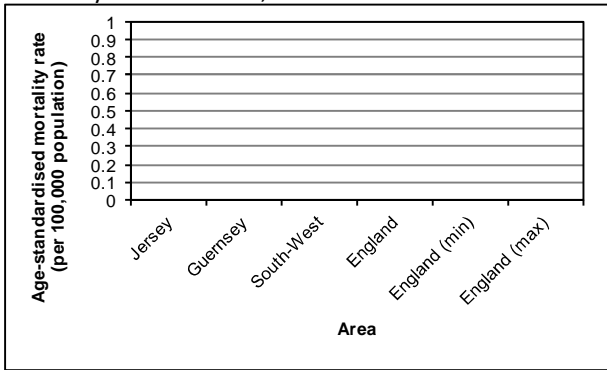 Age-standardised mortality rate
(per 100,000 population)
1
0.9
0.8
0.7
0.6
0.5
0.4
0.3
0.2
0.1
0
Jersey
Guernsey
South-West
England
England (min)
England (max)
Area